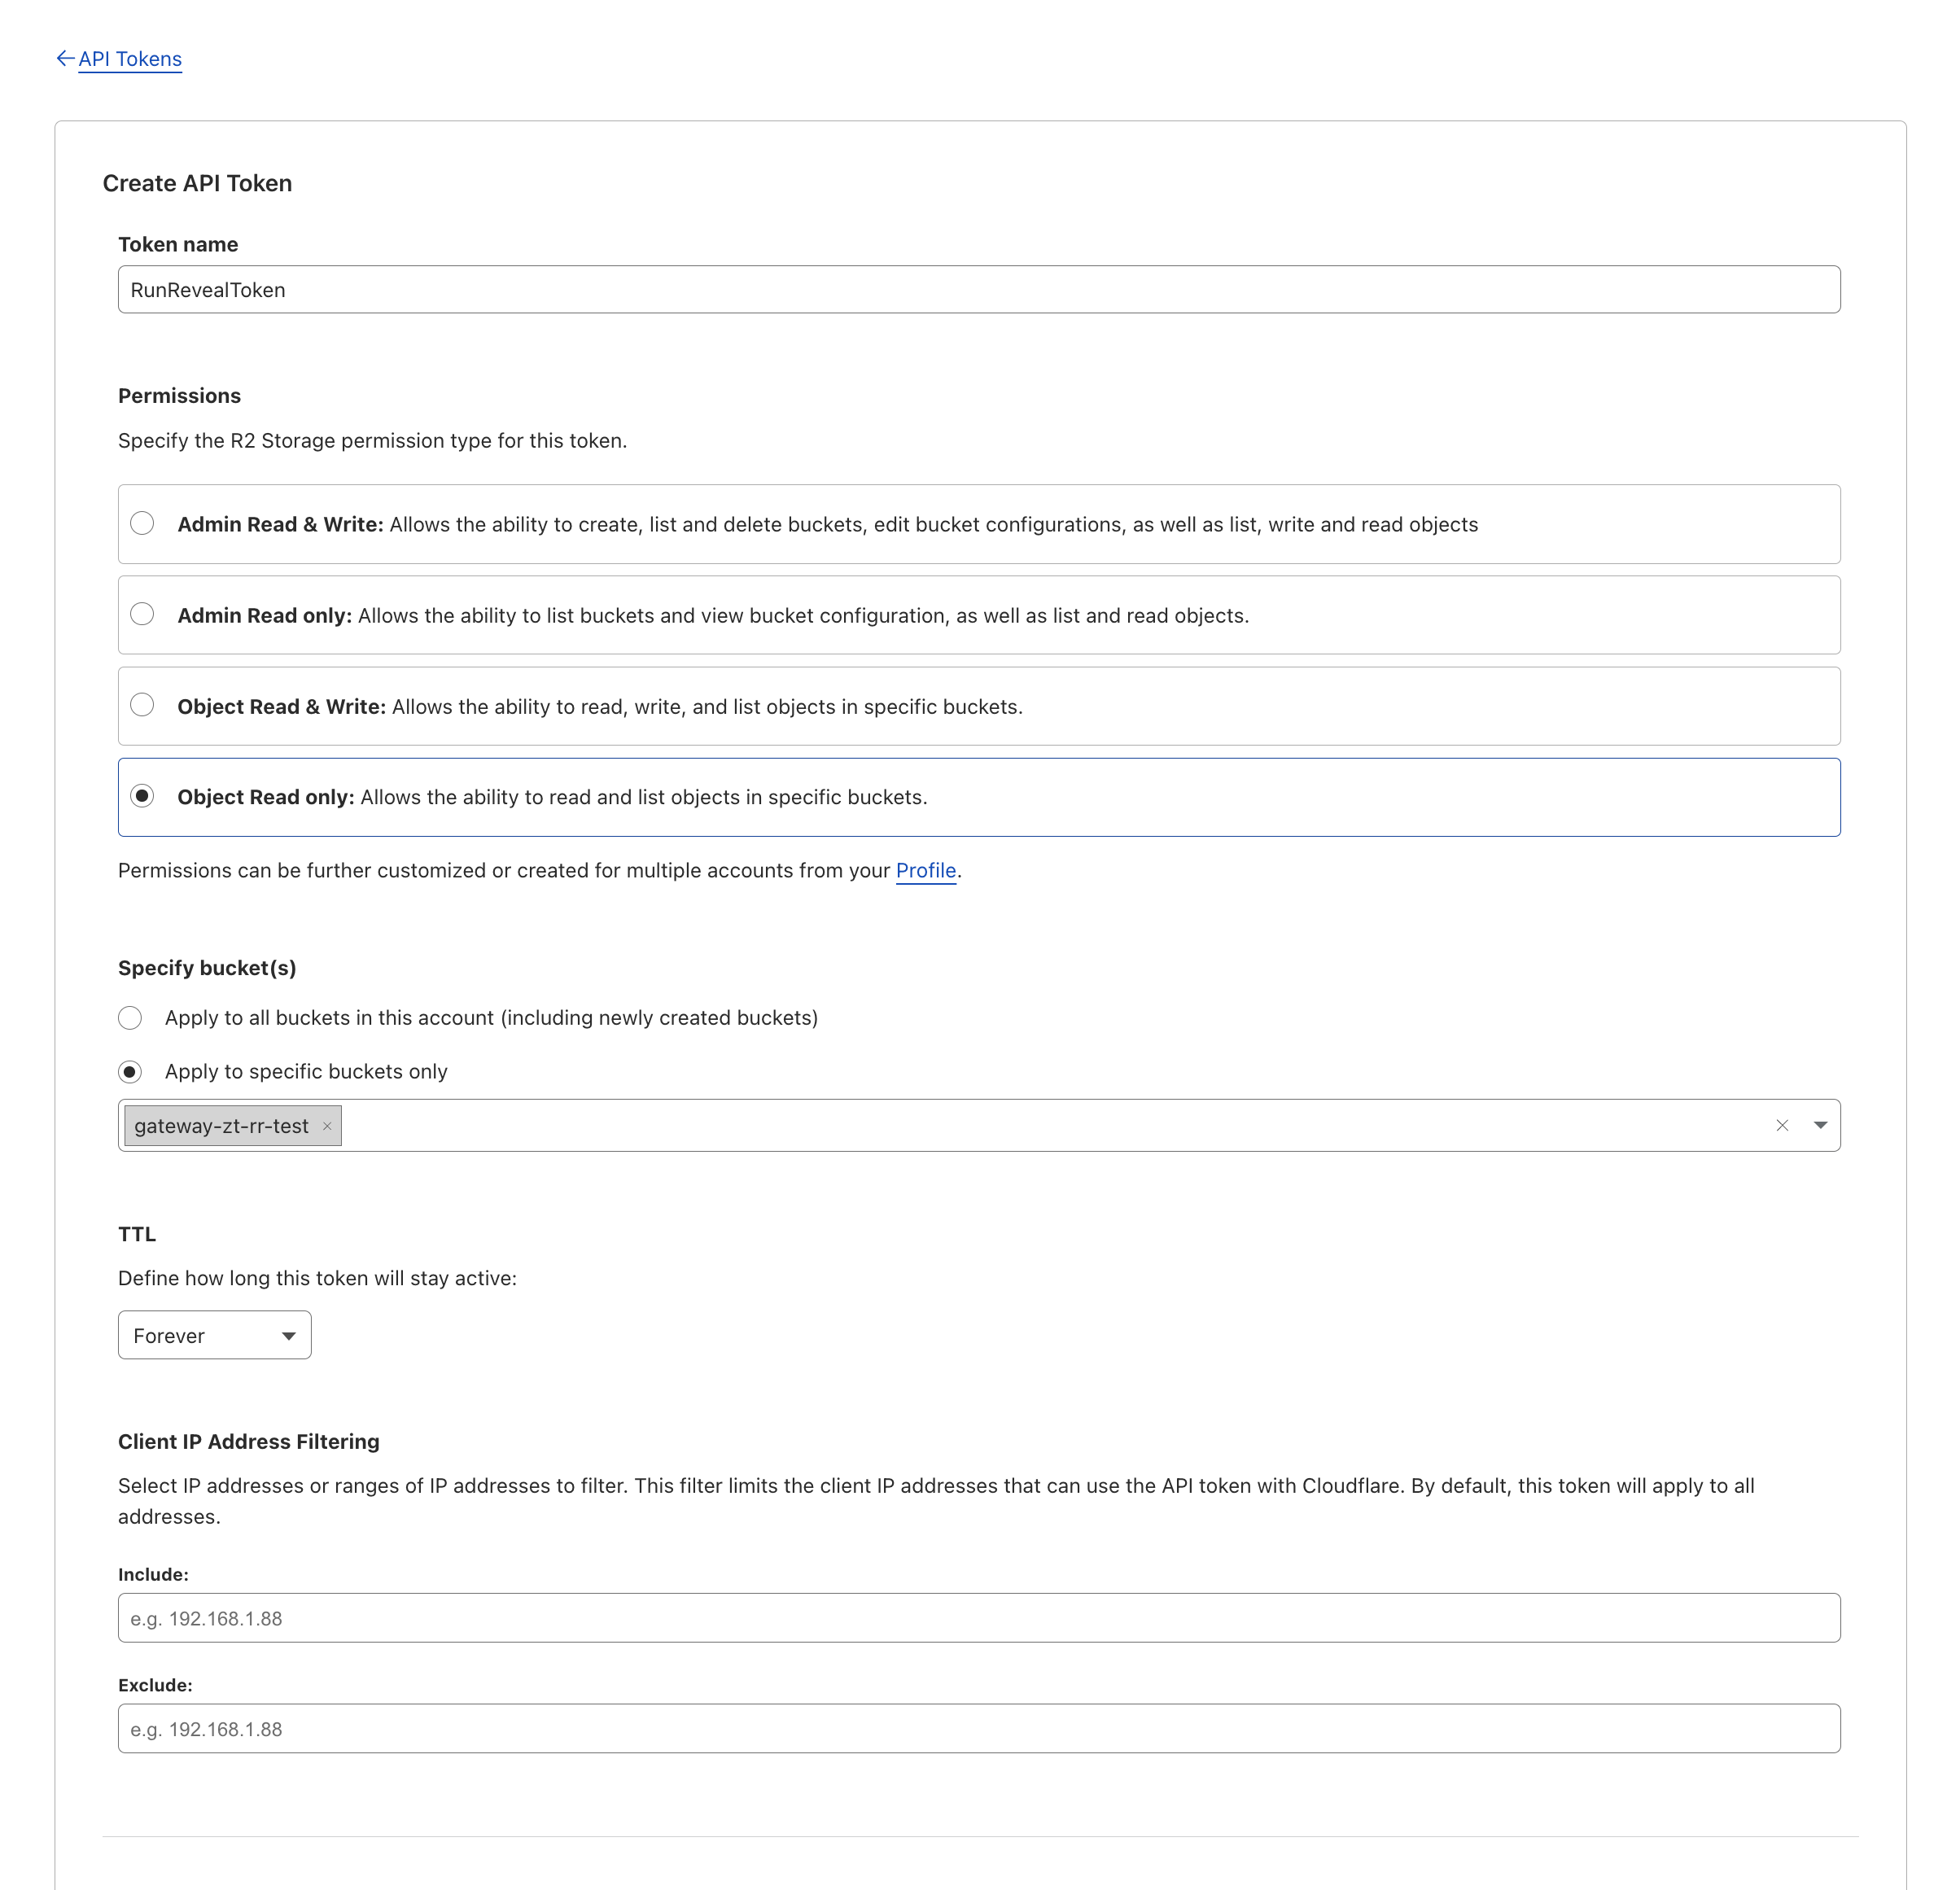 API Tokens
Create API Token
Token name
RunRevealToken
Permissions
Specify the R2 Storage permission type for this token.
Admin Read & Write: Allows the ability to create, list and delete buckets, edit bucket configurations, as well as list, write and read objects
Admin Read only: Allows the ability to list buckets and view bucket configuration, as well as list and read objects.
Object Read & Write: Allows the ability to read, write, and list objects in specific buckets.
Object Read only: Allows the ability to read and list objects in specific buckets.
Permissions can be further customized or created for multiple accounts from your Profile.
Specify bucket(s)
Apply to all buckets in this account (including newly created buckets)
Apply to specific buckets only
gateway-zt-rr-test
TTL
Define how long this token will stay active:
Forever
Client IP Address Filtering
Select IP addresses or ranges of IP addresses to filter. This filter limits the client IP addresses that can use the API token with Cloudflare. By default, this token will apply to all
addresses.
Include:
e.g. 192.168.1.88
Exclude:
e.g. 192.168.1.88